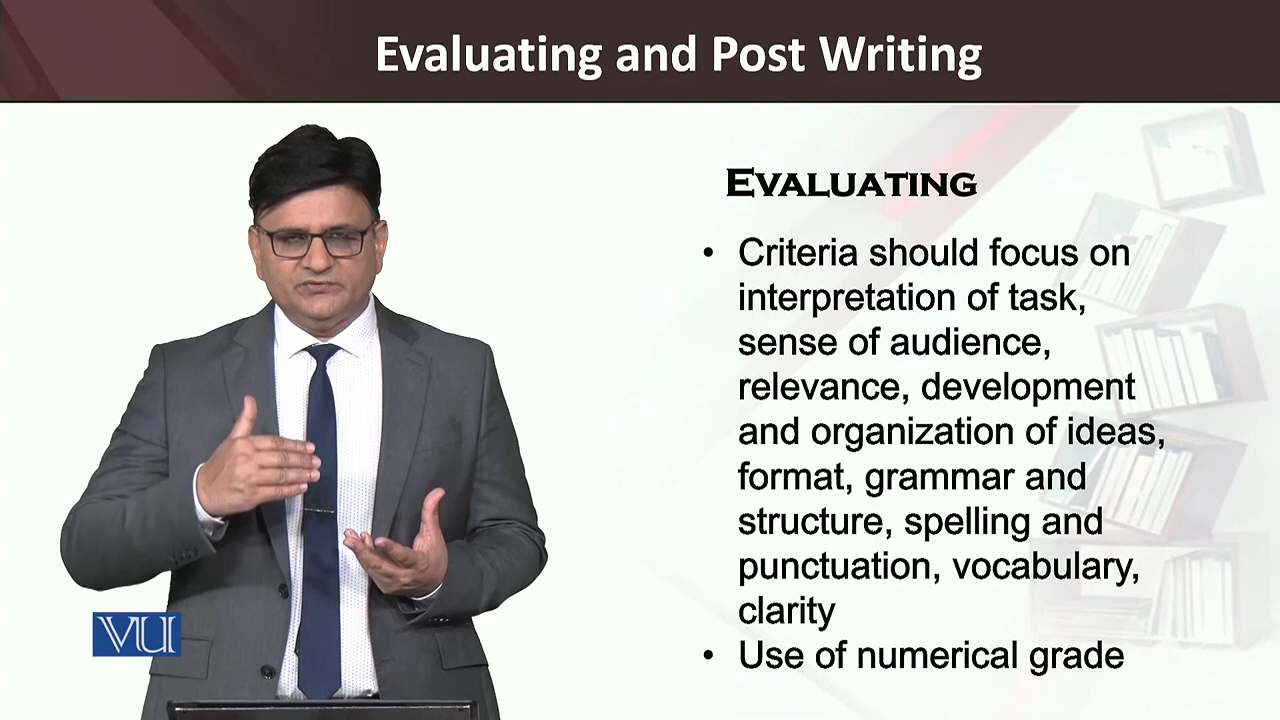 Evaluating and Post Writing
EVALUATING
• Criteria should focus on
interpretation of task,
sense of audience,
relevance, development
and organization of ideas,
format, grammar and
structure, spelling and
punctuation, vocabulary,
clarity
• Use of numerical grade
VU